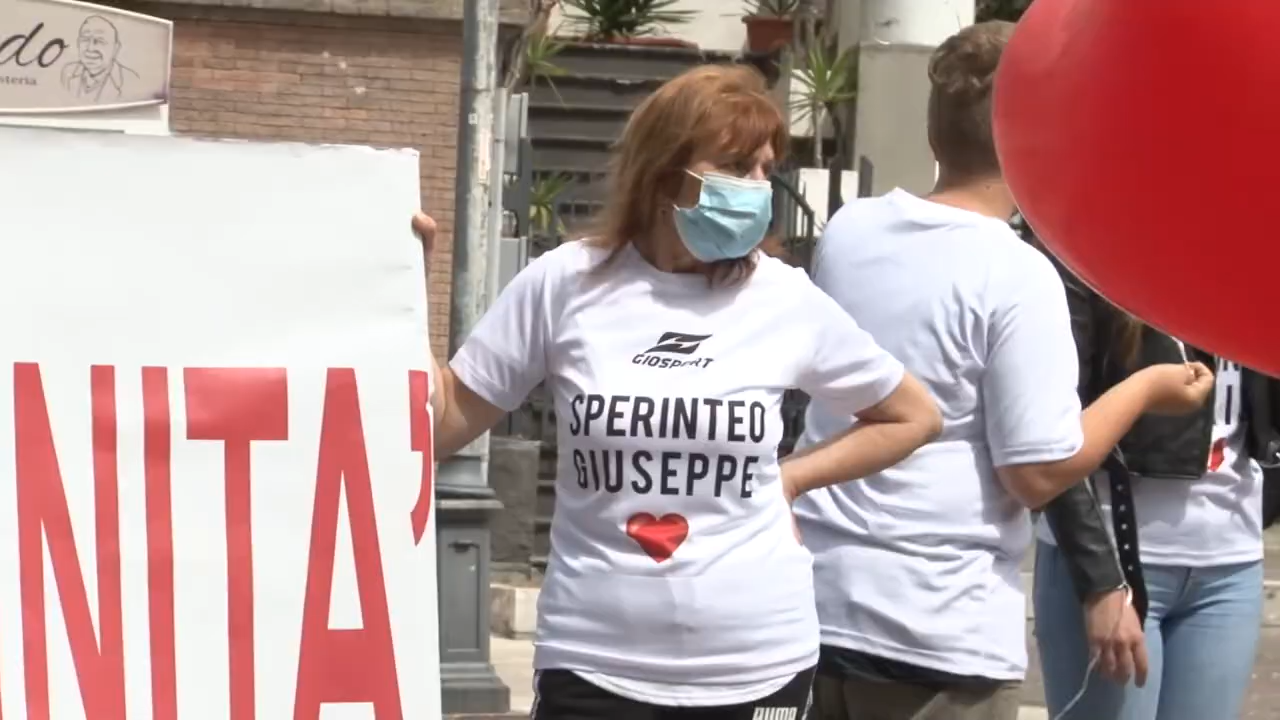 do
steria
NITA'
GIOSPORT
SPERINTEO
GIUSEPPE
PUMA